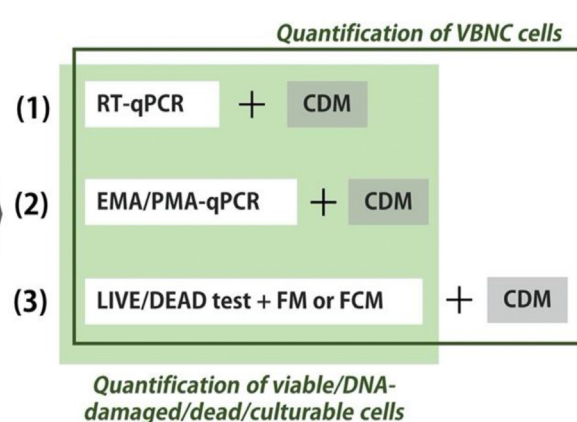 Quantification of VBNC cells
(1) RT-qPCR + CDM
(2) EMA/PMA-qPCR + CDM
(3) LIVE/DEAD test + FM or FCM + CDM
Quantification of viable/DNA-
damaged/dead/culturable cells